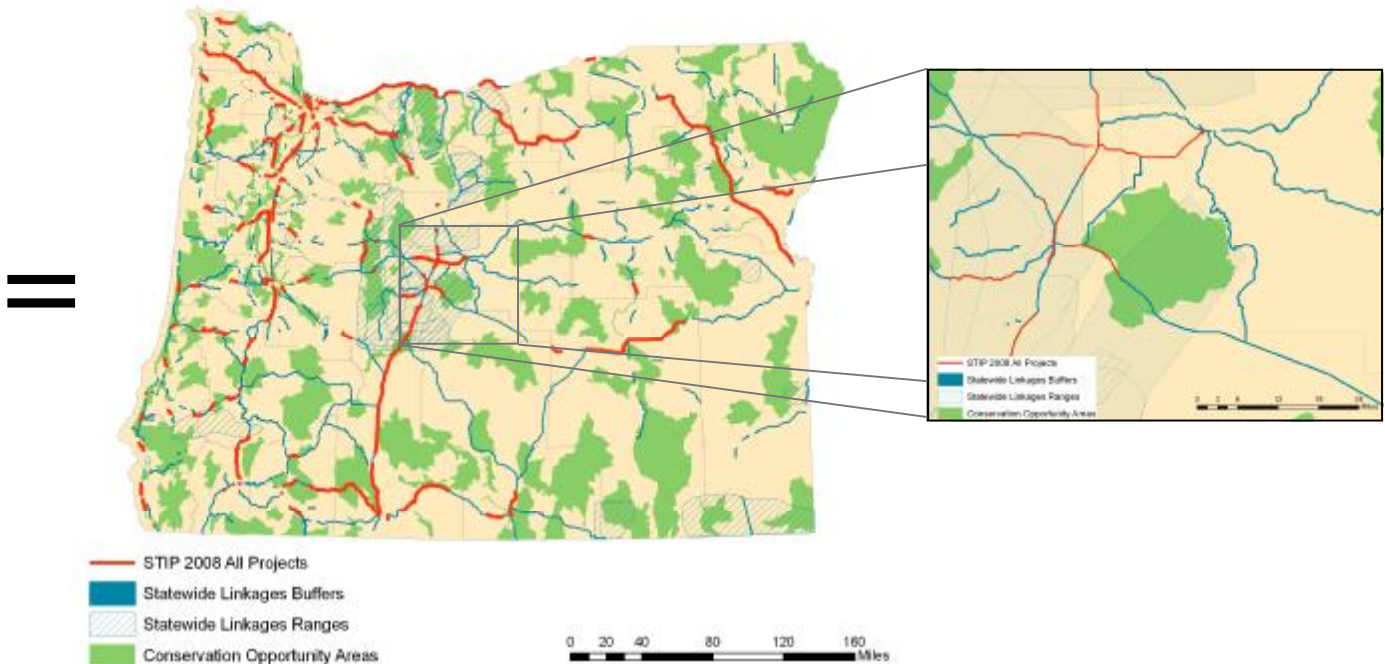 =
STIP 2008 All Projects
Statewide Linkages Buffers
Statewide Linkages Ranges
Conservation Opportunity Areas
0 20 40 80 120 160
Miles
STIP 2008 All Projects
Statewide Linkages Buffers
Statewide Linkages Ranges
Conservation Opportunity Areas
Miles